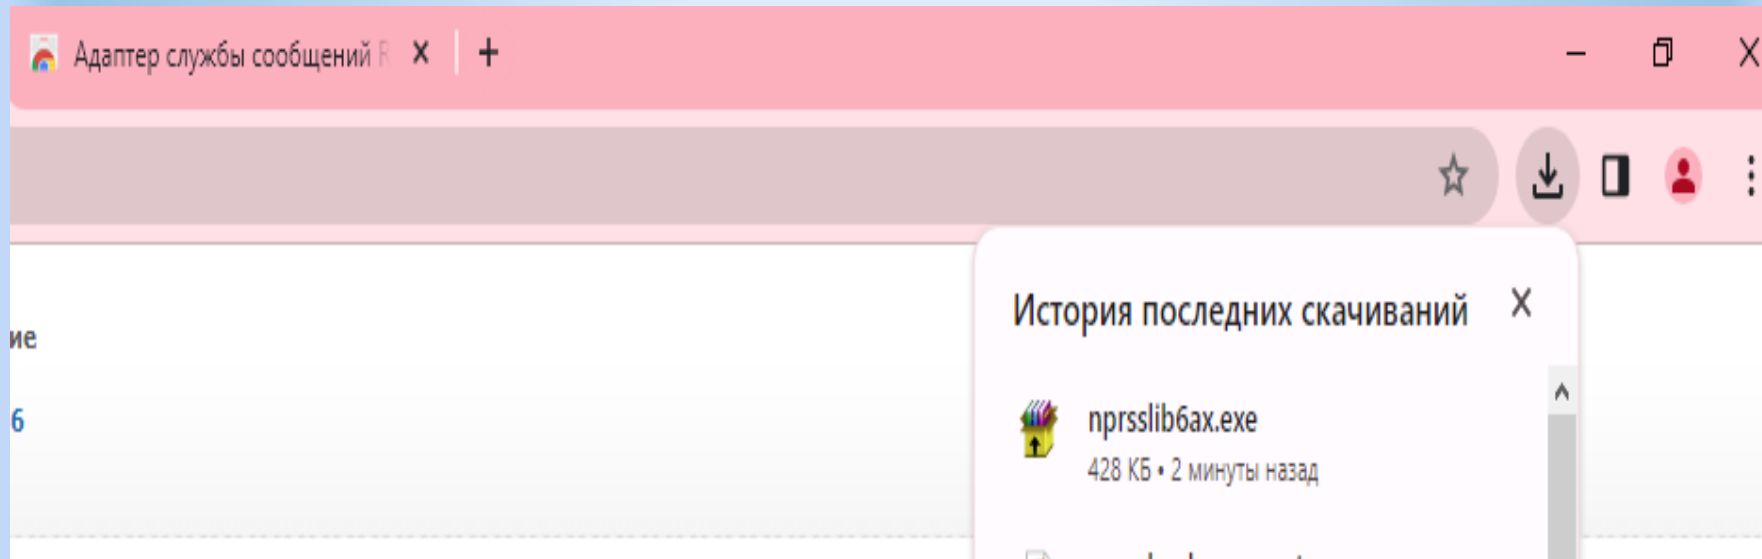 Адаптер службы сообщений R
История последних скачиваний
ие
nprsslib6ax.exe
6
428 КБ • 2 минуты назад